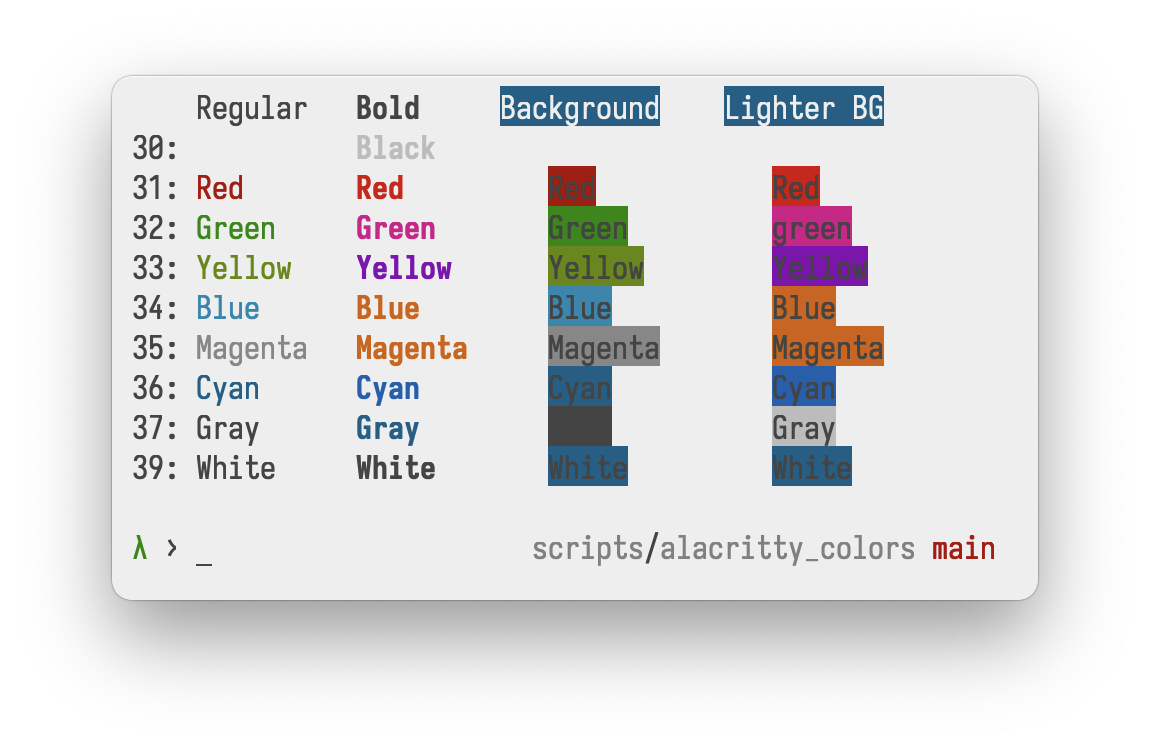 Regular Bold Background Lighter BG
30: Black
31: Red Red Red Red
32: Green Green Green green
33: Yellow Yellow Yellow Yellow
34: Blue Blue Blue Blue
35: Magenta Magenta Magenta Magenta
36: Cyan Cyan Cyan Cyan
37: Gray Gray Gray
39: White White White White
λ › _ scripts/alacritty_colors main